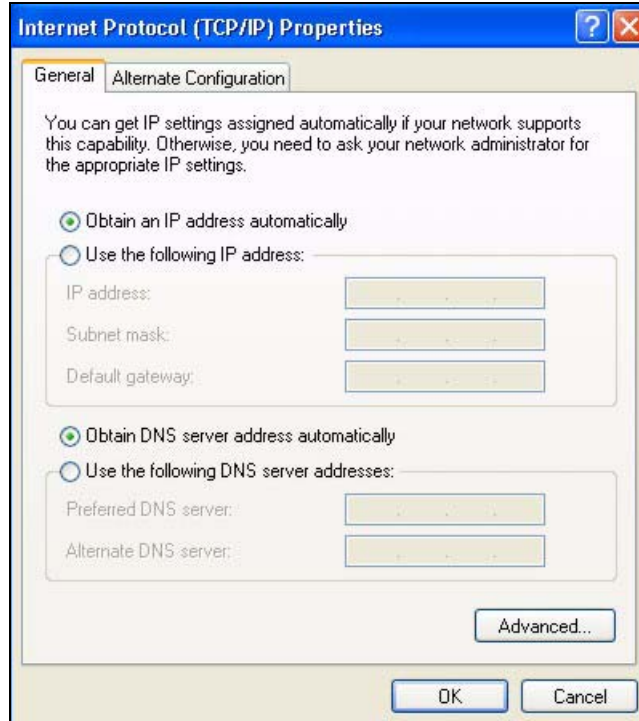 Internet Protocol (TCP/IP) Properties
General
Alternate Configuration
You can get IP settings assigned automatically if your network supports
this capability. Otherwise, you need to ask your network administrator for
the appropriate IP settings.
Obtain an IP address automatically
Use the following IP address:
IP address:
Subnet mask:
Default gateway:
Obtain DNS server address automatically
Use the following DNS server addresses:
Preferred DNS server:
Alternate DNS server:
Advanced...
OK
Cancel